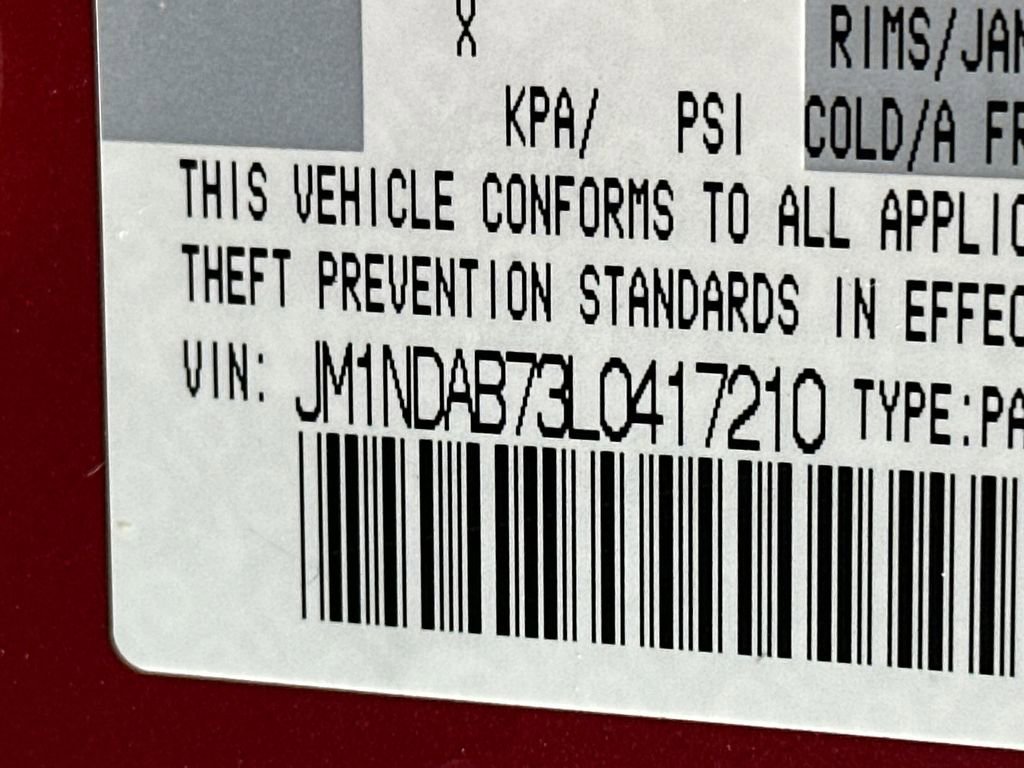 X
RIMS/JAN
KPA/ PSI COLD/A FR
THIS VEHICLE CONFORMS TO ALL APPLIC
THEFT PREVENTION STANDARDS IN EFFEC
VIN: JM1NDAB73L0417210 TYPE:PA